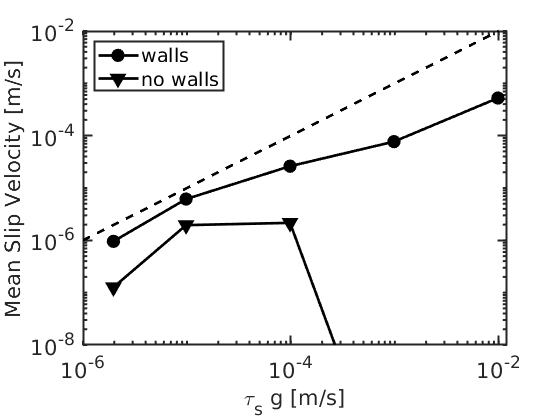 10^-2
walls
no walls
10^-4
10^-6
10^-8
Mean Slip Velocity [m/s]
10^-6 10^-4 10^-2
τ_s g [m/s]